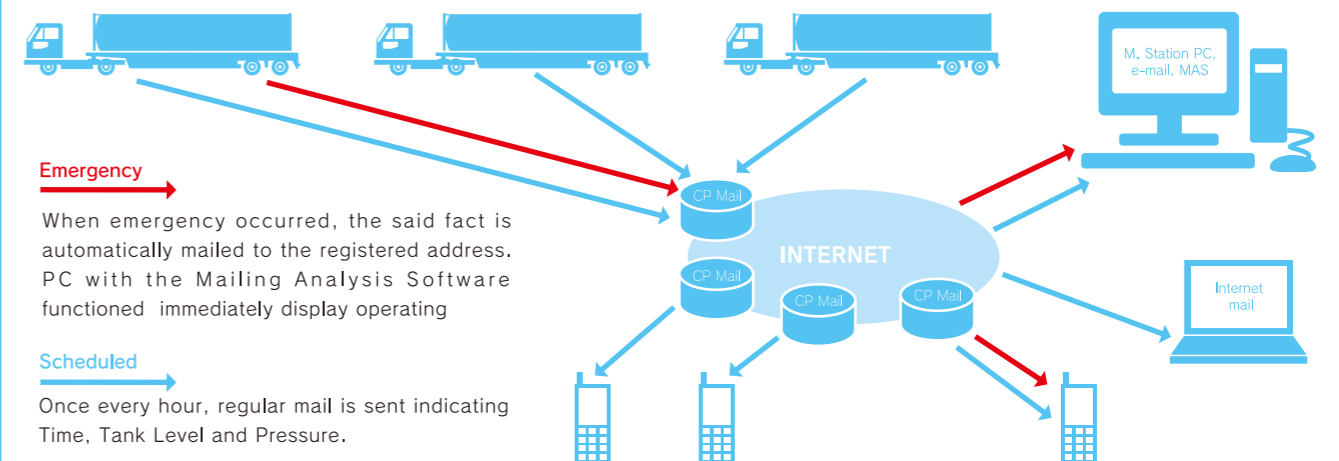 M. Station PC,
e-mail, MAS
Emergency
When emergency occurred, the said fact is
automatically mailed to the registered address.
PC with the Mailing Analysis Software
functioned immediately display operating
CP Mail
INTERNET
CP Mail
CP Mail
CP Mail
Internet
mail
Scheduled
Once every hour, regular mail is sent indicating
Time, Tank Level and Pressure.